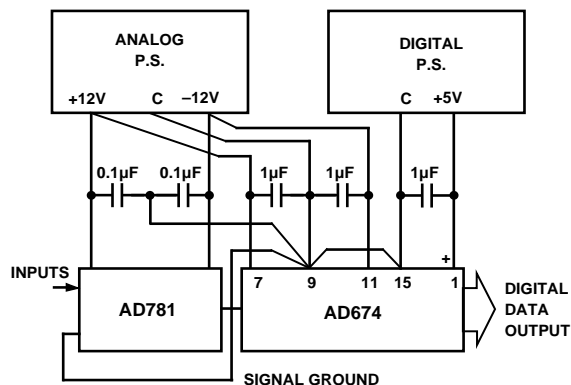 ANALOG
P.S.
+12V C –12V
DIGITAL
P.S.
C +5V
0.1µF 0.1µF 1µF 1µF 1µF
INPUTS
AD781
7 9 11 15 1
+
AD674
DIGITAL
DATA
OUTPUT
SIGNAL GROUND